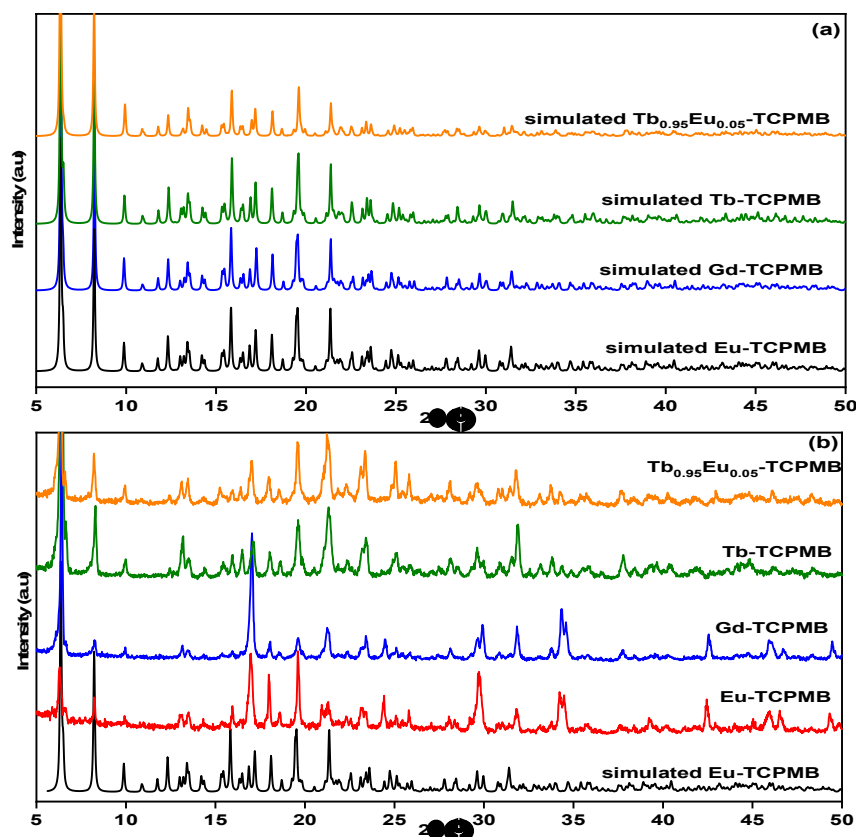 (a)
simulated Tb0.95Eu0.05-TCPMB
simulated Tb-TCPMB
simulated Gd-TCPMB
simulated Eu-TCPMB
Intensity (au)
5 10 15 20 25 30 35 40 45 50
(b)
Tb0.95Eu0.05-TCPMB
Tb-TCPMB
Gd-TCPMB
Eu-TCPMB
simulated Eu-TCPMB
Intensity (a.u)
5 10 15 20 25 30 35 40 45 50
2